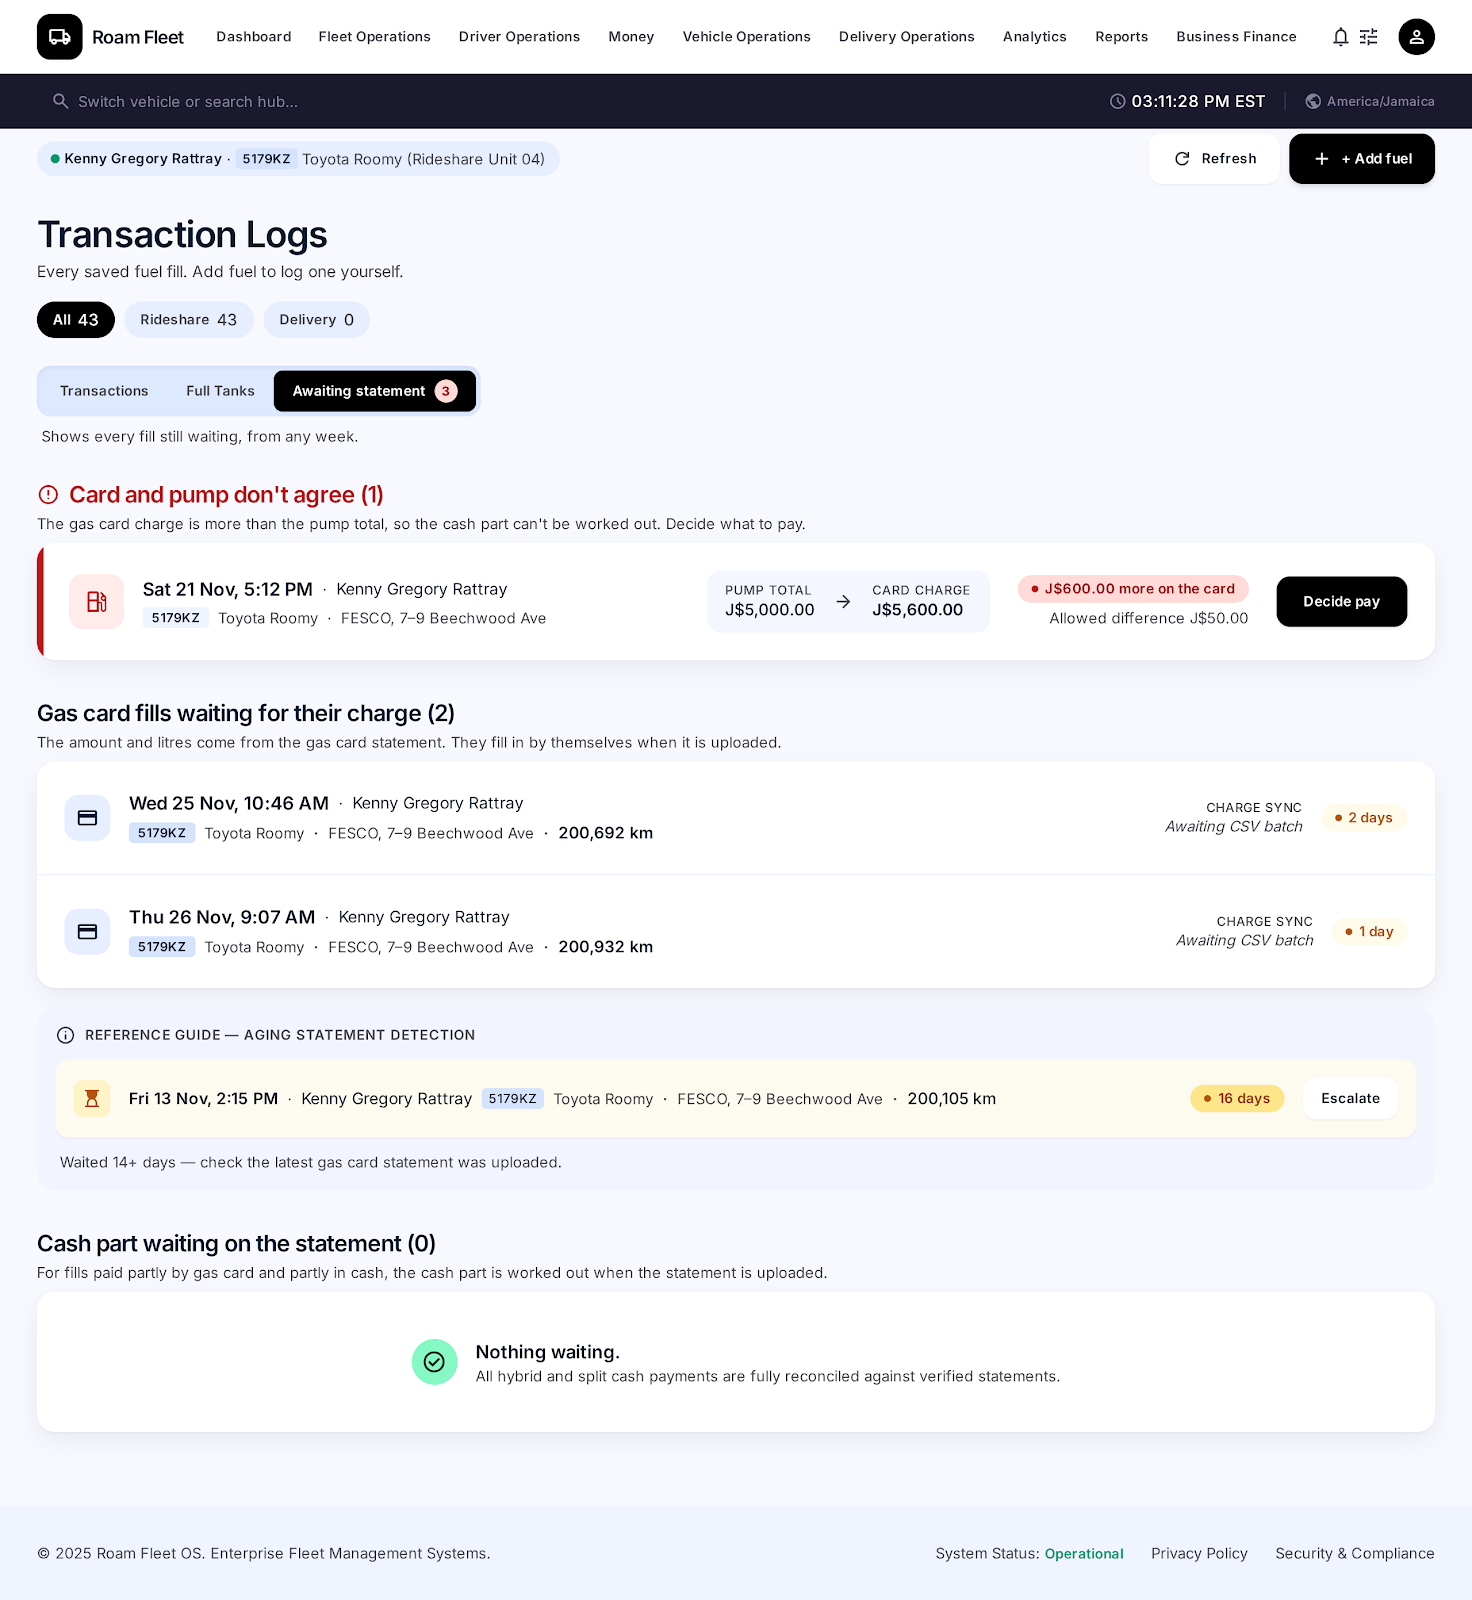 Roam Fleet
Dashboard
Fleet Operations
Driver Operations
Money
Vehicle Operations
Delivery Operations
Analytics
Reports
Business Finance
Switch vehicle or search hub...
03:11:28 PM EST
America/Jamaica
Kenny Gregory Rattray · 5179KZ Toyota Roomy (Rideshare Unit 04)
Refresh
+ Add fuel
Transaction Logs
Every saved fuel fill. Add fuel to log one yourself.
All 43
Rideshare 43
Delivery 0
Transactions
Full Tanks
Awaiting statement 3
Shows every fill still waiting, from any week.
Card and pump don't agree (1)
The gas card charge is more than the pump total, so the cash part can't be worked out. Decide what to pay.
Sat 21 Nov, 5:12 PM · Kenny Gregory Rattray
5179KZ Toyota Roomy · FESCO, 7–9 Beechwood Ave
PUMP TOTAL
J$5,000.00
CARD CHARGE
J$5,600.00
J$600.00 more on the card
Allowed difference J$50.00
Decide pay
Gas card fills waiting for their charge (2)
The amount and litres come from the gas card statement. They fill in by themselves when it is uploaded.
Wed 25 Nov, 10:46 AM · Kenny Gregory Rattray
5179KZ Toyota Roomy · FESCO, 7–9 Beechwood Ave · 200,692 km
CHARGE SYNC
Awaiting CSV batch
2 days
Thu 26 Nov, 9:07 AM · Kenny Gregory Rattray
5179KZ Toyota Roomy · FESCO, 7–9 Beechwood Ave · 200,932 km
CHARGE SYNC
Awaiting CSV batch
1 day
REFERENCE GUIDE — AGING STATEMENT DETECTION
Fri 13 Nov, 2:15 PM · Kenny Gregory Rattray 5179KZ Toyota Roomy · FESCO, 7–9 Beechwood Ave · 200,105 km
16 days
Escalate
Waited 14+ days — check the latest gas card statement was uploaded.
Cash part waiting on the statement (0)
For fills paid partly by gas card and partly in cash, the cash part is worked out when the statement is uploaded.
Nothing waiting.
All hybrid and split cash payments are fully reconciled against verified statements.
© 2025 Roam Fleet OS. Enterprise Fleet Management Systems.
System Status: Operational
Privacy Policy
Security & Compliance